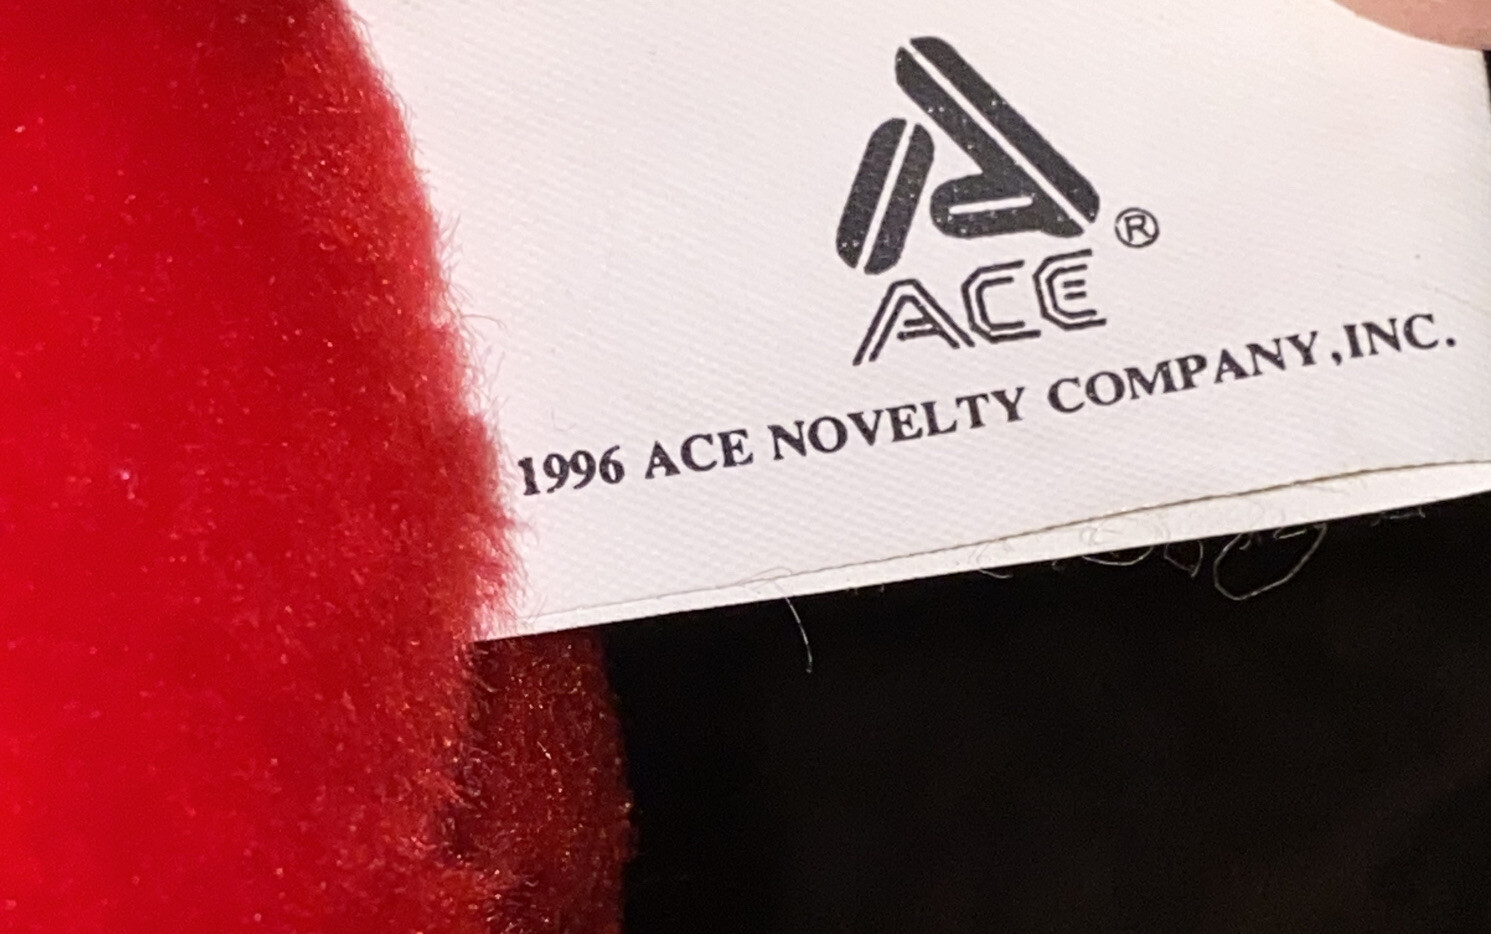 ®
ACE
1996 ACE NOVELTY COMPANY, INC.